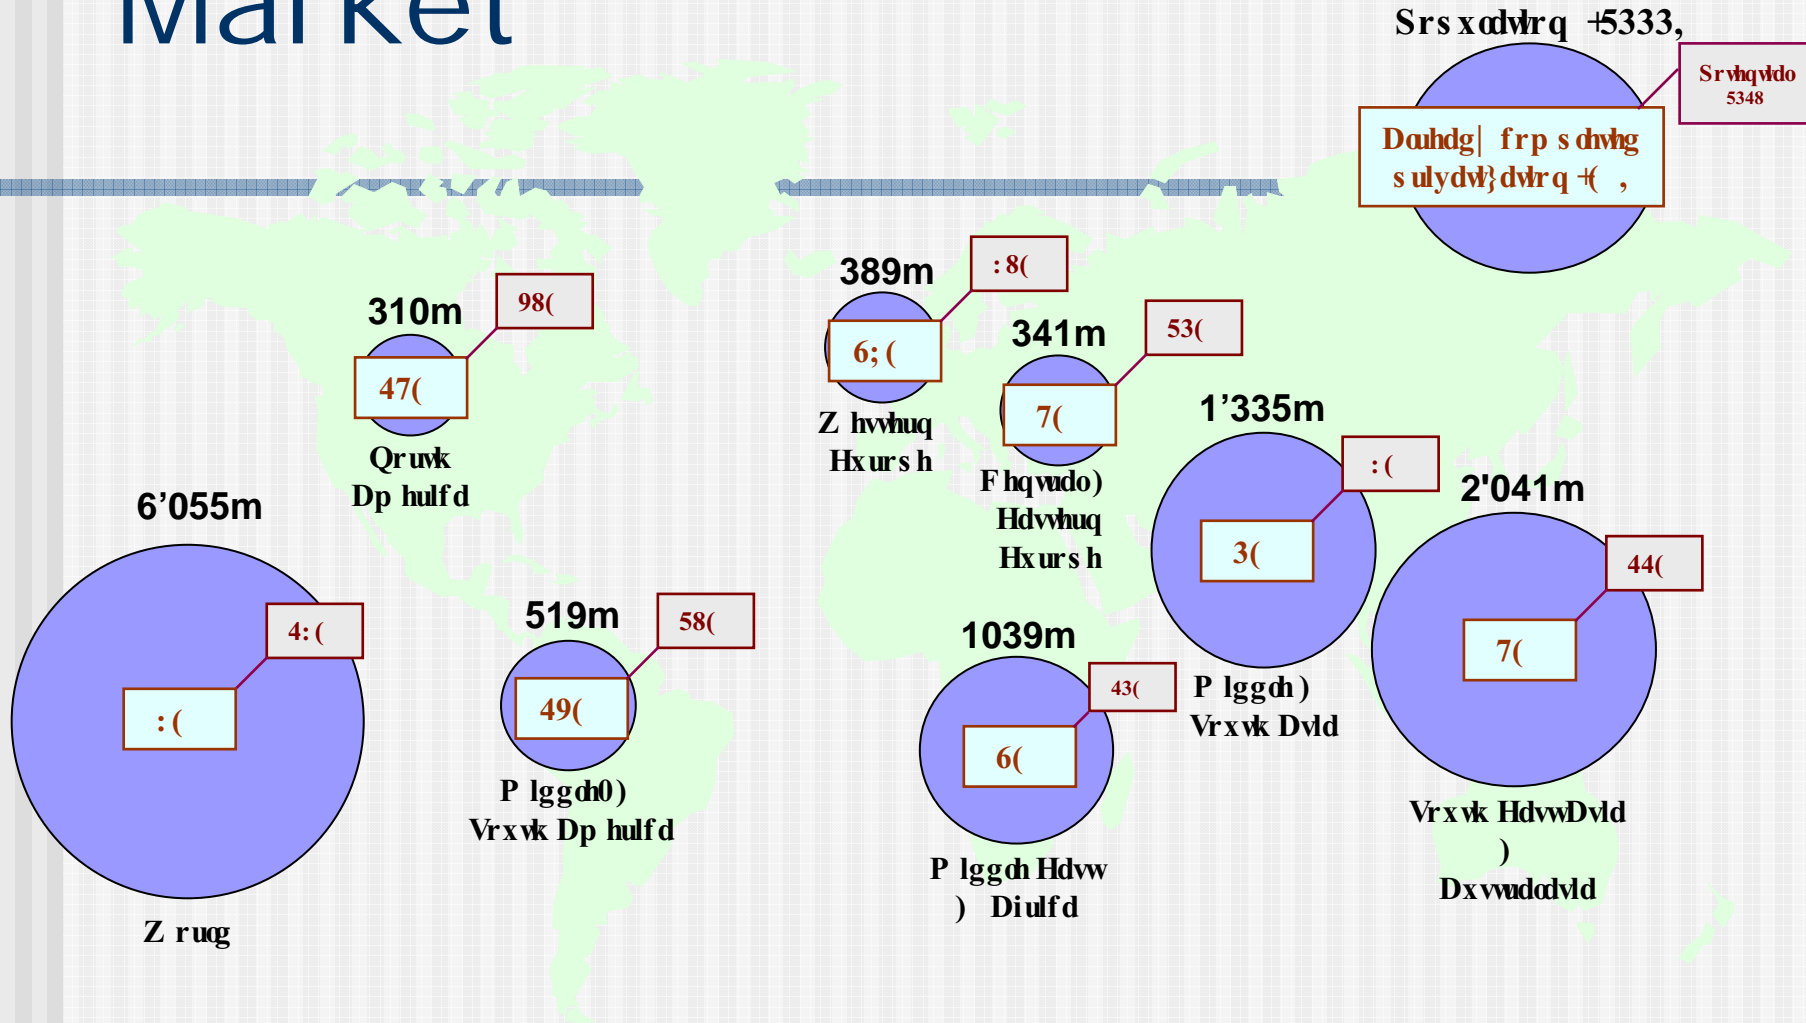 Market
Srsxodwlrq +5333,
Srwhqwldo
5348
Douhdg| frpsohwhg
sulydwl}dwlrq +( ,
389m
:8(
6;(
Zhvwhuq
Hxursh
310m
98(
47(
Qruwk
Dphulfd
341m
53(
7(
Fhqwudo)
Hdvwhuq
Hxursh
1’335m
:(
3(
Plggoh)
Vrxwk Dvld
2'041m
44(
7(
Vrxwk HdvwDvld
)
Dxvwudodvld
6’055m
4:(
:(
Zruog
519m
58(
49(
Plggoh0)
Vrxwk Dphulfd
1039m
43(
6(
Plggoh Hdvw
) Diulfd